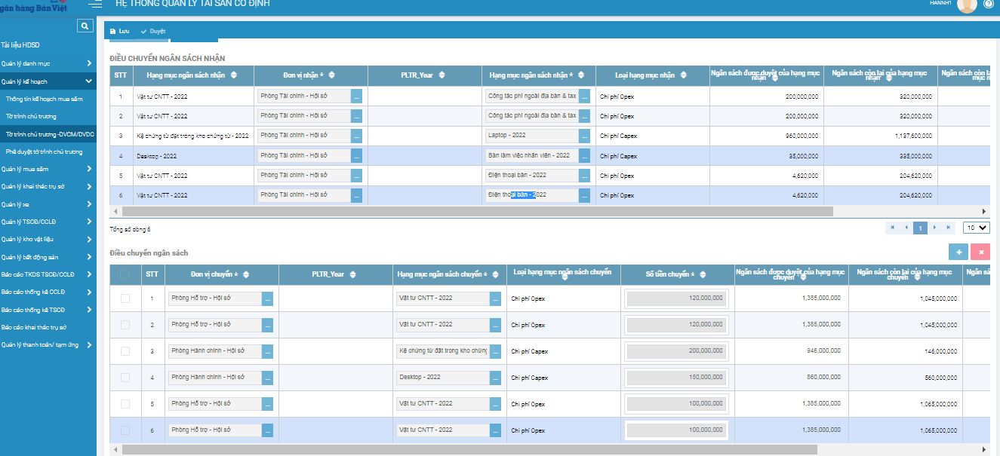 gân hàng Bản Việt
HỆ THỐNG QUẢN LÝ TÀI SẢN CỐ ĐỊNH
HANNH1
Tài liệu HDSD
Quản lý danh mục
Quản lý kế hoạch
Thông tin kế hoạch mua sắm
Tờ trình chủ trương
Tờ trình chủ trương-DVCM/DVDC
Phê duyệt tờ trình chủ trương
Quản lý mua sắm
Quản lý khai thác trụ sở
Quản lý xe
Quản lý TSCĐ/CCLĐ
Quản lý kho vật liệu
Quản lý bất động sản
Báo cáo TKDS TSCĐ/CCLĐ
Báo cáo thống kê CCLĐ
Báo cáo thống kê TSCĐ
Báo cáo khai thác trụ sở
Quản lý thanh toán/ tạm ứng
Lưu Duyệt
ĐIỀU CHUYỂN NGÂN SÁCH NHẬN
STT Hạng mục ngân sách nhận Đơn vị nhận * PLTR_Year Hạng mục ngân sách nhận * Loại hạng mục nhận Ngân sách được duyệt của hạng mục nhận Ngân sách còn lại của hạng mục nhận Ngân sách còn lạ mục n
1 Vật tư CNTT - 2022 Phòng Tài chính - Hội sở ... Công tác phí ngoài địa bàn & tax ... Chi phí Opex 200,000,000 320,000,000
2 Vật tư CNTT - 2022 Phòng Tài chính - Hội sở ... Công tác phí ngoài địa bàn & tax ... Chi phí Opex 200,000,000 320,000,000
3 Kệ chứng từ đặt trong kho chứng từ - 2022 Phòng Tài chính - Hội sở ... Laptop - 2022 ... Chi phí Capex 960,000,000 1,137,600,000
4 Desktop - 2022 Phòng Tài chính - Hội sở ... Bàn làm việc nhân viên - 2022 ... Chi phí Capex 35,000,000 335,000,000
5 Vật tư CNTT - 2022 Phòng Tài chính - Hội sở ... Điện thoại bàn - 2022 ... Chi phí Opex 4,620,000 204,620,000
6 Vật tư CNTT - 2022 Phòng Tài chính - Hội sở ... Điện thoại bàn - 2022 ... Chi phí Opex 4,620,000 204,620,000
Tổng số dòng 6
1 10
Điều chuyển ngân sách
STT Đơn vị chuyển * PLTR_Year Hạng mục ngân sách chuyển * Loại hạng mục ngân sách chuyển Số tiền chuyển * Ngân sách được duyệt của hạng mục chuyển Ngân sách còn lại của hạng mục chuyển Ngân sá
1 Phòng Hỗ trợ - Hội sở ... Vật tư CNTT - 2022 ... Chi phí Opex 120,000,000 1,385,000,000 1,045,000,000
2 Phòng Hỗ trợ - Hội sở ... Vật tư CNTT - 2022 ... Chi phí Opex 120,000,000 1,385,000,000 1,045,000,000
3 Phòng Hành chính - Hội sở ... Kệ chứng từ đặt trong kho chứng ... Chi phí Capex 200,000,000 946,000,000 146,000,000
4 Phòng Hành chính - Hội sở ... Desktop - 2022 ... Chi phí Capex 150,000,000 860,000,000 560,000,000
5 Phòng Hỗ trợ - Hội sở ... Vật tư CNTT - 2022 ... Chi phí Opex 100,000,000 1,385,000,000 1,065,000,000
6 Phòng Hỗ trợ - Hội sở ... Vật tư CNTT - 2022 ... Chi phí Opex 100,000,000 1,385,000,000 1,065,000,000